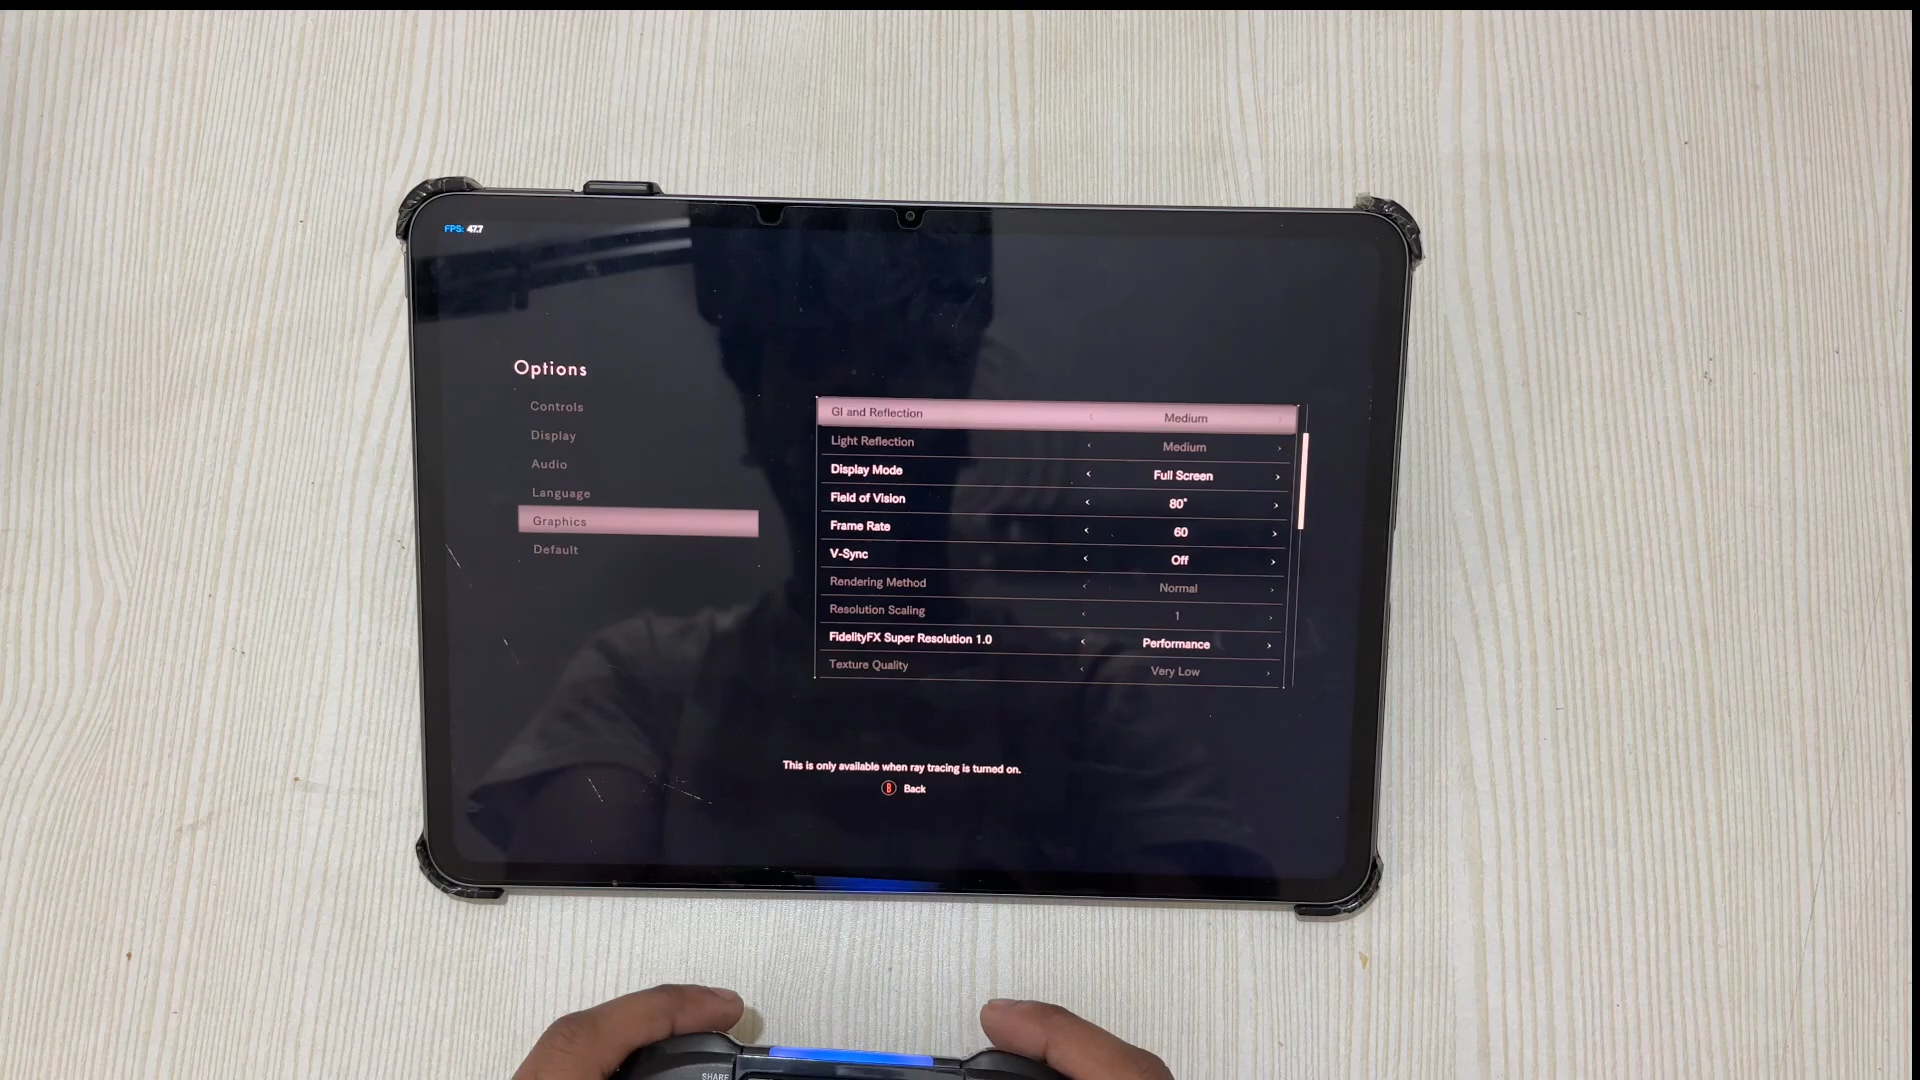 FPS: 47.7
Options
Controls
Display
Audio
Language
Graphics
Default
GI and Reflection Medium
Light Reflection Medium
Display Mode Full Screen
Field of Vision 80°
Frame Rate 60
V-Sync Off
Rendering Method Normal
Resolution Scaling 1
FidelityFX Super Resolution 1.0 Performance
Texture Quality Very Low
This is only available when ray tracing is turned on.
B Back
SHARE